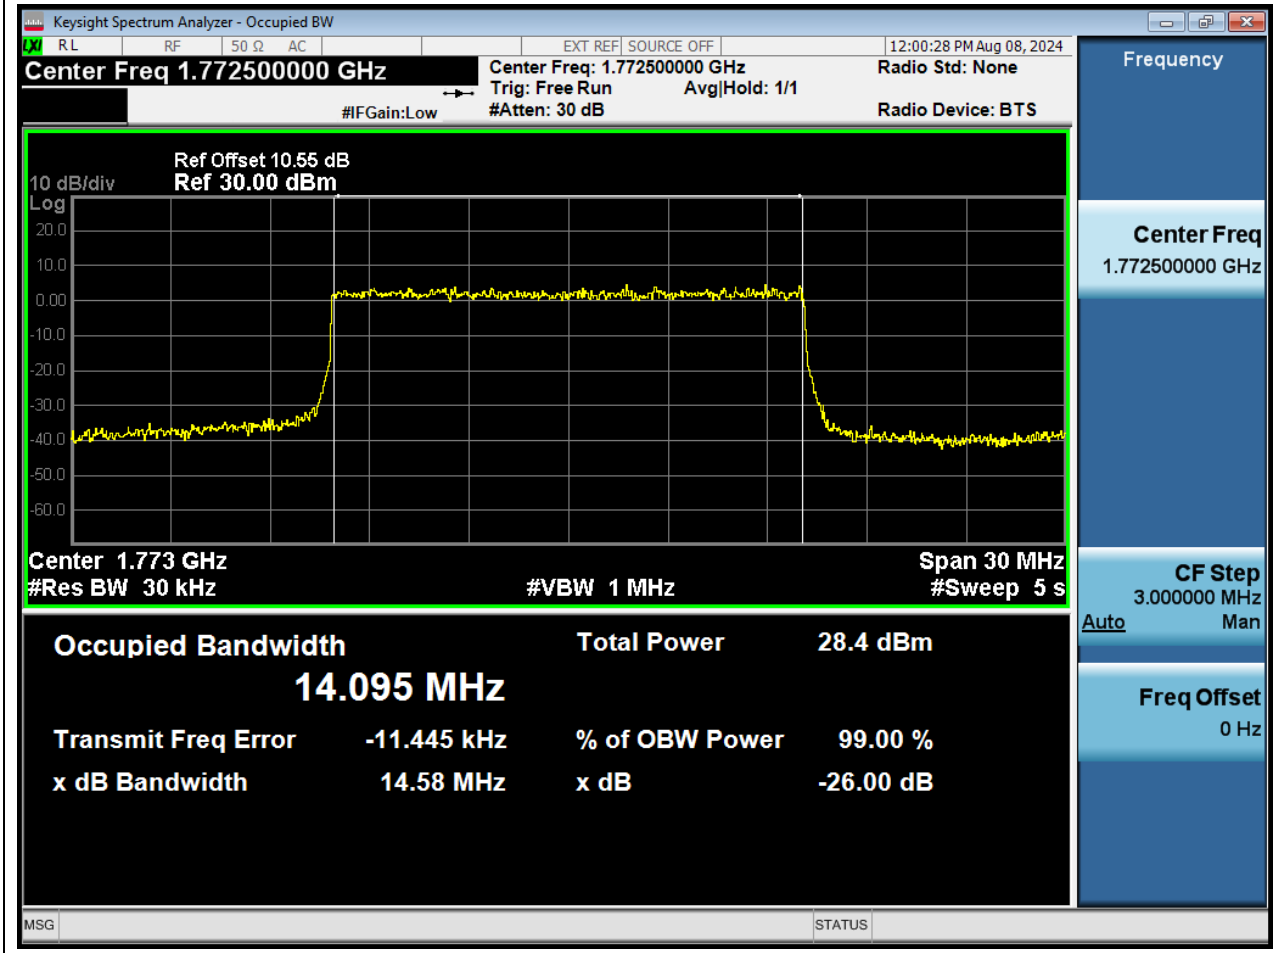 Keysight Spectrum Analyzer - Occupied BW
LXI RL RF 50 Ω AC EXT REF SOURCE OFF 12:00:28 PM Aug 08, 2024
Center Freq 1.772500000 GHz
Center Freq: 1.772500000 GHz
Radio Std: None
Trig: Free Run Avg|Hold: 1/1
#IFGain:Low #Atten: 30 dB Radio Device: BTS
Ref Offset 10.55 dB
10 dB/div Ref 30.00 dBm
Log
20.0
10.0
0.00
-10.0
-20.0
-30.0
-40.0
-50.0
-60.0
Center 1.773 GHz Span 30 MHz
#Res BW 30 kHz #VBW 1 MHz #Sweep 5 s
Occupied Bandwidth Total Power 28.4 dBm
14.095 MHz
Transmit Freq Error -11.445 kHz % of OBW Power 99.00 %
x dB Bandwidth 14.58 MHz x dB -26.00 dB
MSG STATUS
Frequency
Center Freq
1.772500000 GHz
CF Step
3.000000 MHz
Auto Man
Freq Offset
0 Hz